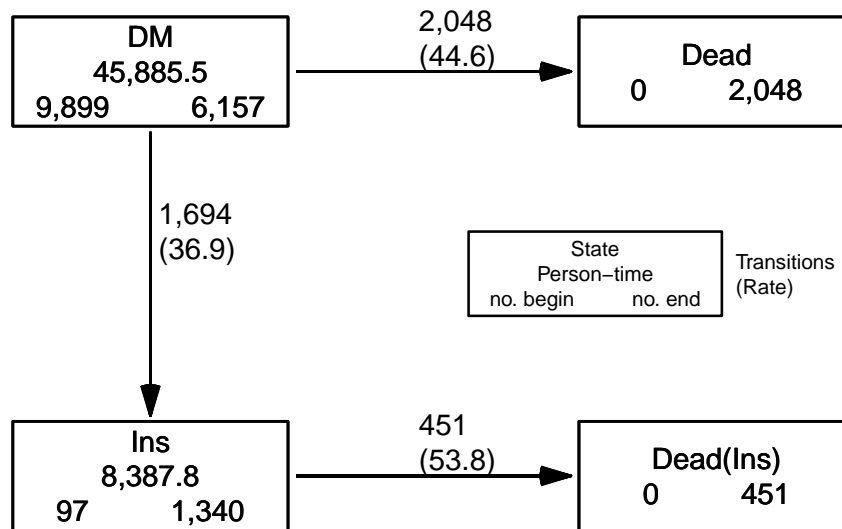 DM
45,885.5
9,899 6,157
2,048
(44.6)
Dead
0 2,048
1,694
(36.9)
State
Person−time
no. begin no. end
Transitions
(Rate)
Ins
8,387.8
97 1,340
451
(53.8)
Dead(Ins)
0 451